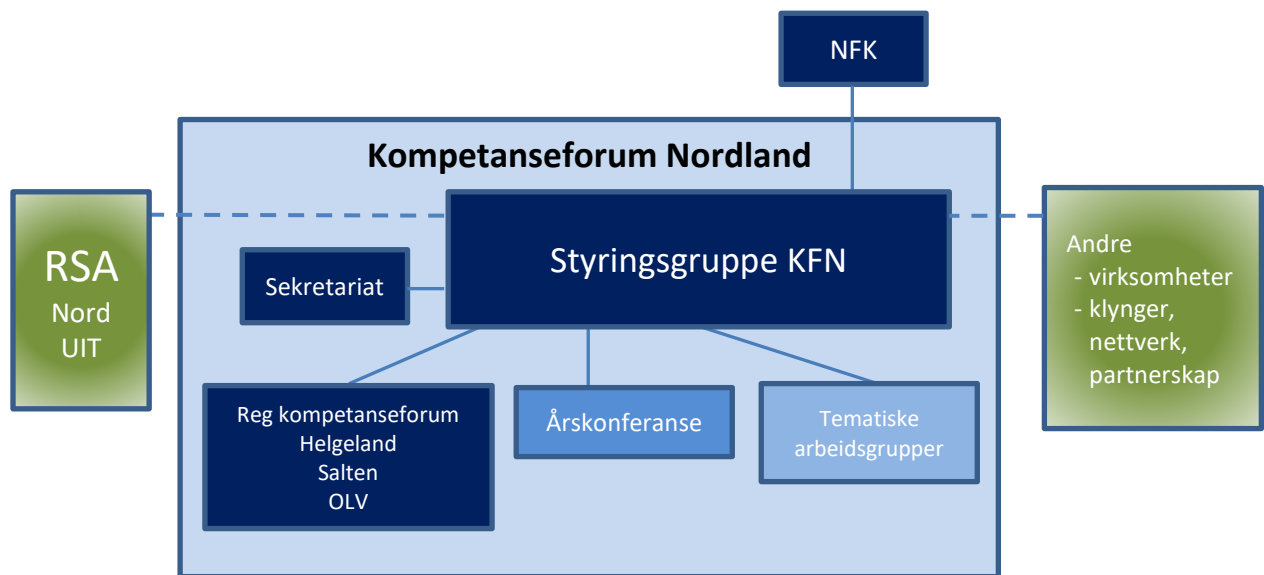 NFK
Kompetanseforum Nordland
RSA
Nord
UIT
Styringsgruppe KFN
Sekretariat
Andre
- virksomheter
- klynger,
nettverk,
partnerskap
Reg kompetanseforum
Helgeland
Salten
OLV
Årskonferanse
Tematiske
arbeidsgrupper